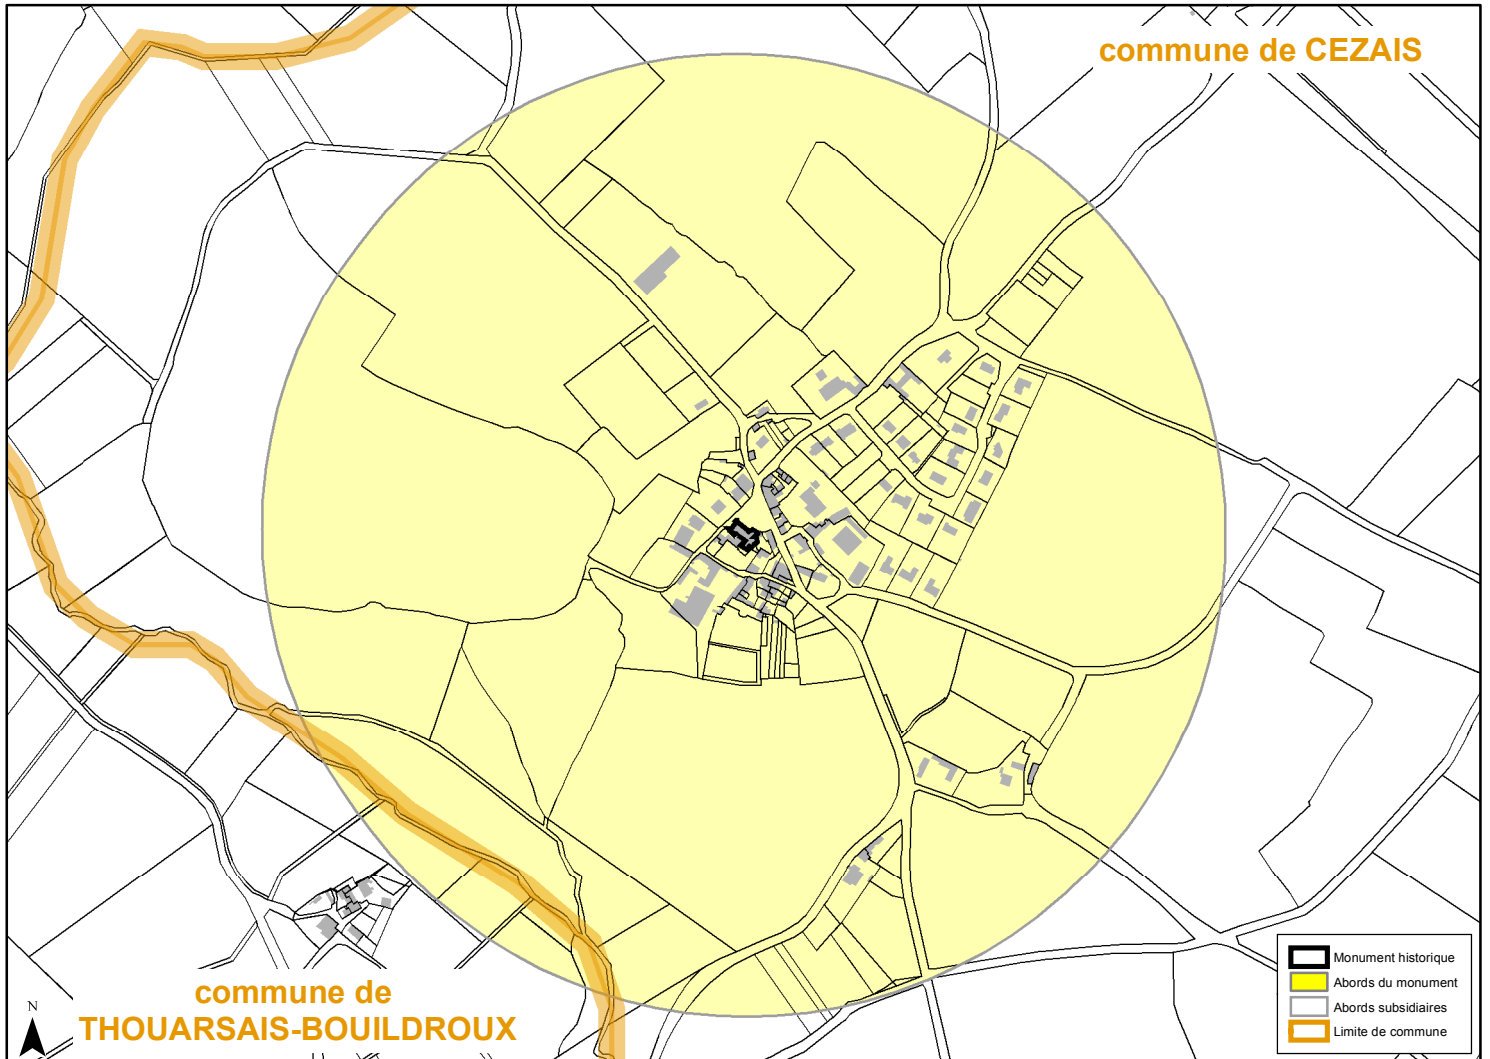 commune de CEZAIS
commune de
THOUARSAIS-BOUILDROUX
N
Monument historique
Abords du monument
Abords subsidiaires
Limite de commune